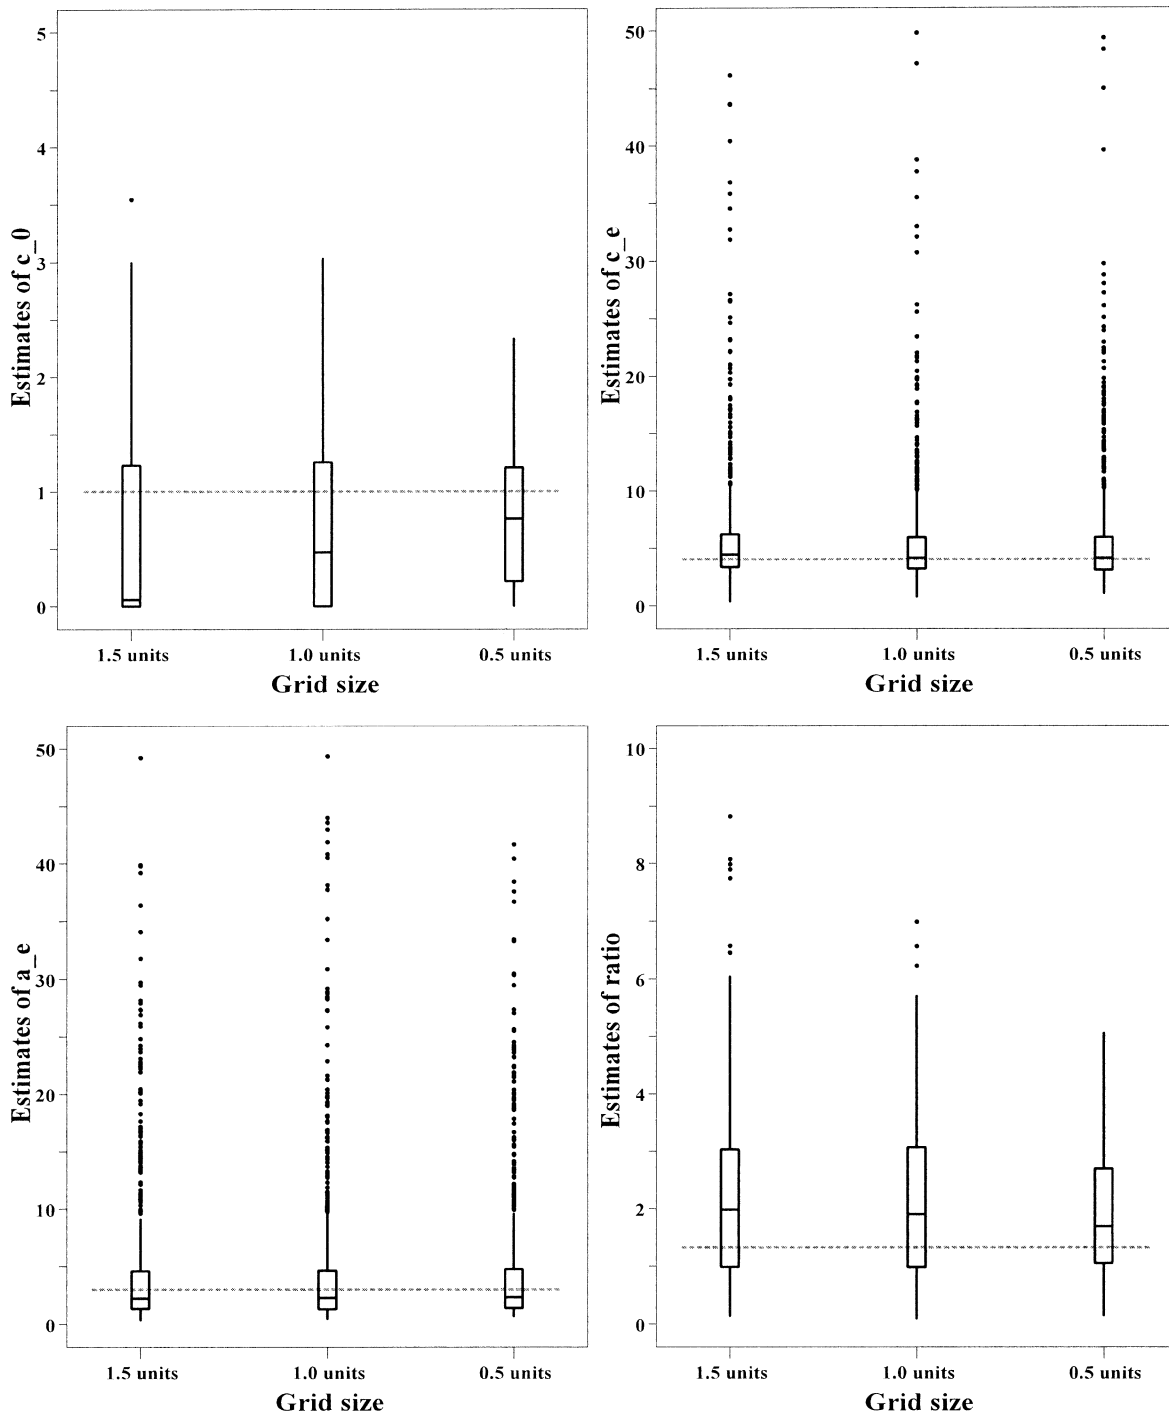 5
4
3
2
1
0
Estimates of c_0
1.5 units
1.0 units
0.5 units
Grid size
50
40
30
20
10
0
Estimates of c_e
1.5 units
1.0 units
0.5 units
Grid size
50
40
30
20
10
0
Estimates of a_e
1.5 units
1.0 units
0.5 units
Grid size
10
8
6
4
2
0
Estimates of ratio
1.5 units
1.0 units
0.5 units
Grid size